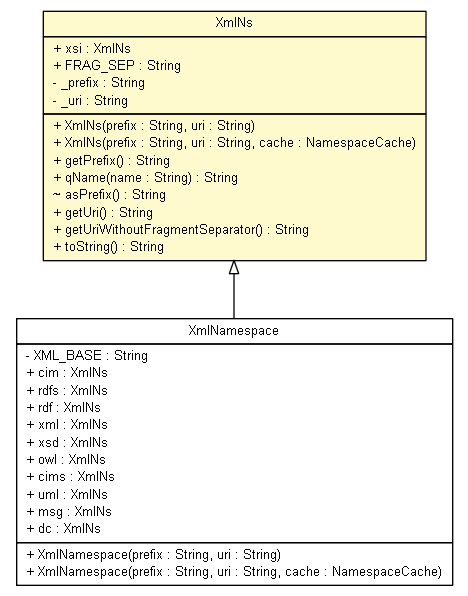 XmlNs
+ xsi : XmlNs
+ FRAG_SEP : String
- _prefix : String
- _uri : String
+ XmlNs(prefix : String, uri : String)
+ XmlNs(prefix : String, uri : String, cache : NamespaceCache)
+ getPrefix() : String
+ qName(name : String) : String
~ asPrefix() : String
+ getUri() : String
+ getUriWithoutFragmentSeparator() : String
+ toString() : String
XmlNamespace
- XML_BASE : String
+ cim : XmlNs
+ rdfs : XmlNs
+ rdf : XmlNs
+ xml : XmlNs
+ xsd : XmlNs
+ owl : XmlNs
+ cims : XmlNs
+ uml : XmlNs
+ msg : XmlNs
+ dc : XmlNs
+ XmlNamespace(prefix : String, uri : String)
+ XmlNamespace(prefix : String, uri : String, cache : NamespaceCache)